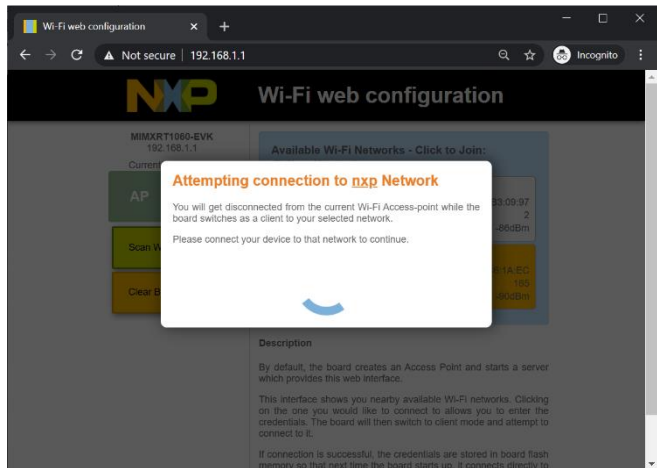 Wi-Fi web configuration
Not secure | 192.168.1.1
Incognito
NXP
Wi-Fi web configuration
MIMXRT1060-EVK
192.168.1.1
Current
Available Wi-Fi Networks - Click to Join:
AP
Scan W
Clear B
Attempting connection to nxp Network
You will get disconnected from the current Wi-Fi Access-point while the
board switches as a client to your selected network.
Please connect your device to that network to continue.
:09:97
2
-86dBm
:1A:EC
195
-90dBm
Description
By default, the board creates an Access Point and starts a server
which provides this web interface.
This interface shows you nearby available Wi-Fi networks. Clicking
on the one you would like to connect to allows you to enter the
credentials. The board will then switch to client mode and attempt to
connect to it.
If connection is successful, the credentials are stored in board flash
memory so that next time the board starts up, it connects directly to